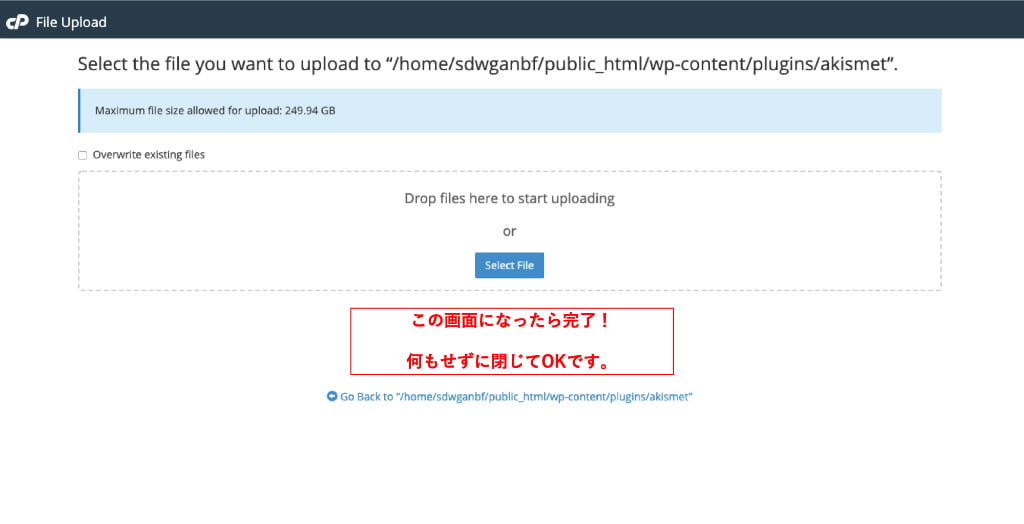 cP File Upload
Select the file you want to upload to “/home/sdwganbf/public_html/wp-content/plugins/akismet”.
Maximum file size allowed for upload: 249.94 GB
Overwrite existing files
Drop files here to start uploading
or
Select File
この画面になったら完了！
何もせずに閉じてOKです。
Go Back to “/home/sdwganbf/public_html/wp-content/plugins/akismet”